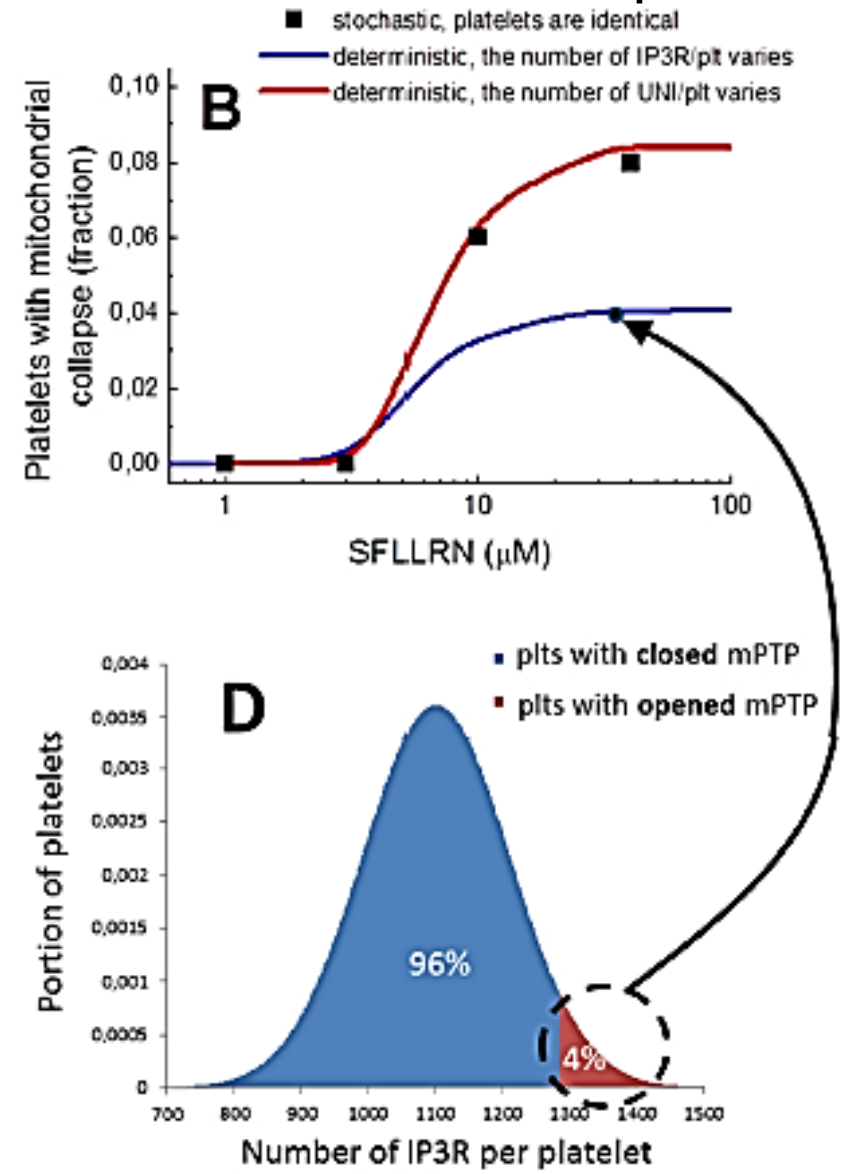 stochastic, platelets are identical
deterministic, the number of IP3R/plt varies
deterministic, the number of UNI/plt varies
B
Platelets with mitochondrial
collapse (fraction)
0,10
0,08
0,06
0,04
0,02
0,00
1 10 100
SFLLRN (μM)
plts with closed mPTP
plts with opened mPTP
D
Portion of platelets
0,004
0,0035
0,003
0,0025
0,002
0,0015
0,001
0,0005
0
96%
4%
700 800 900 1000 1100 1200 1300 1400 1500
Number of IP3R per platelet